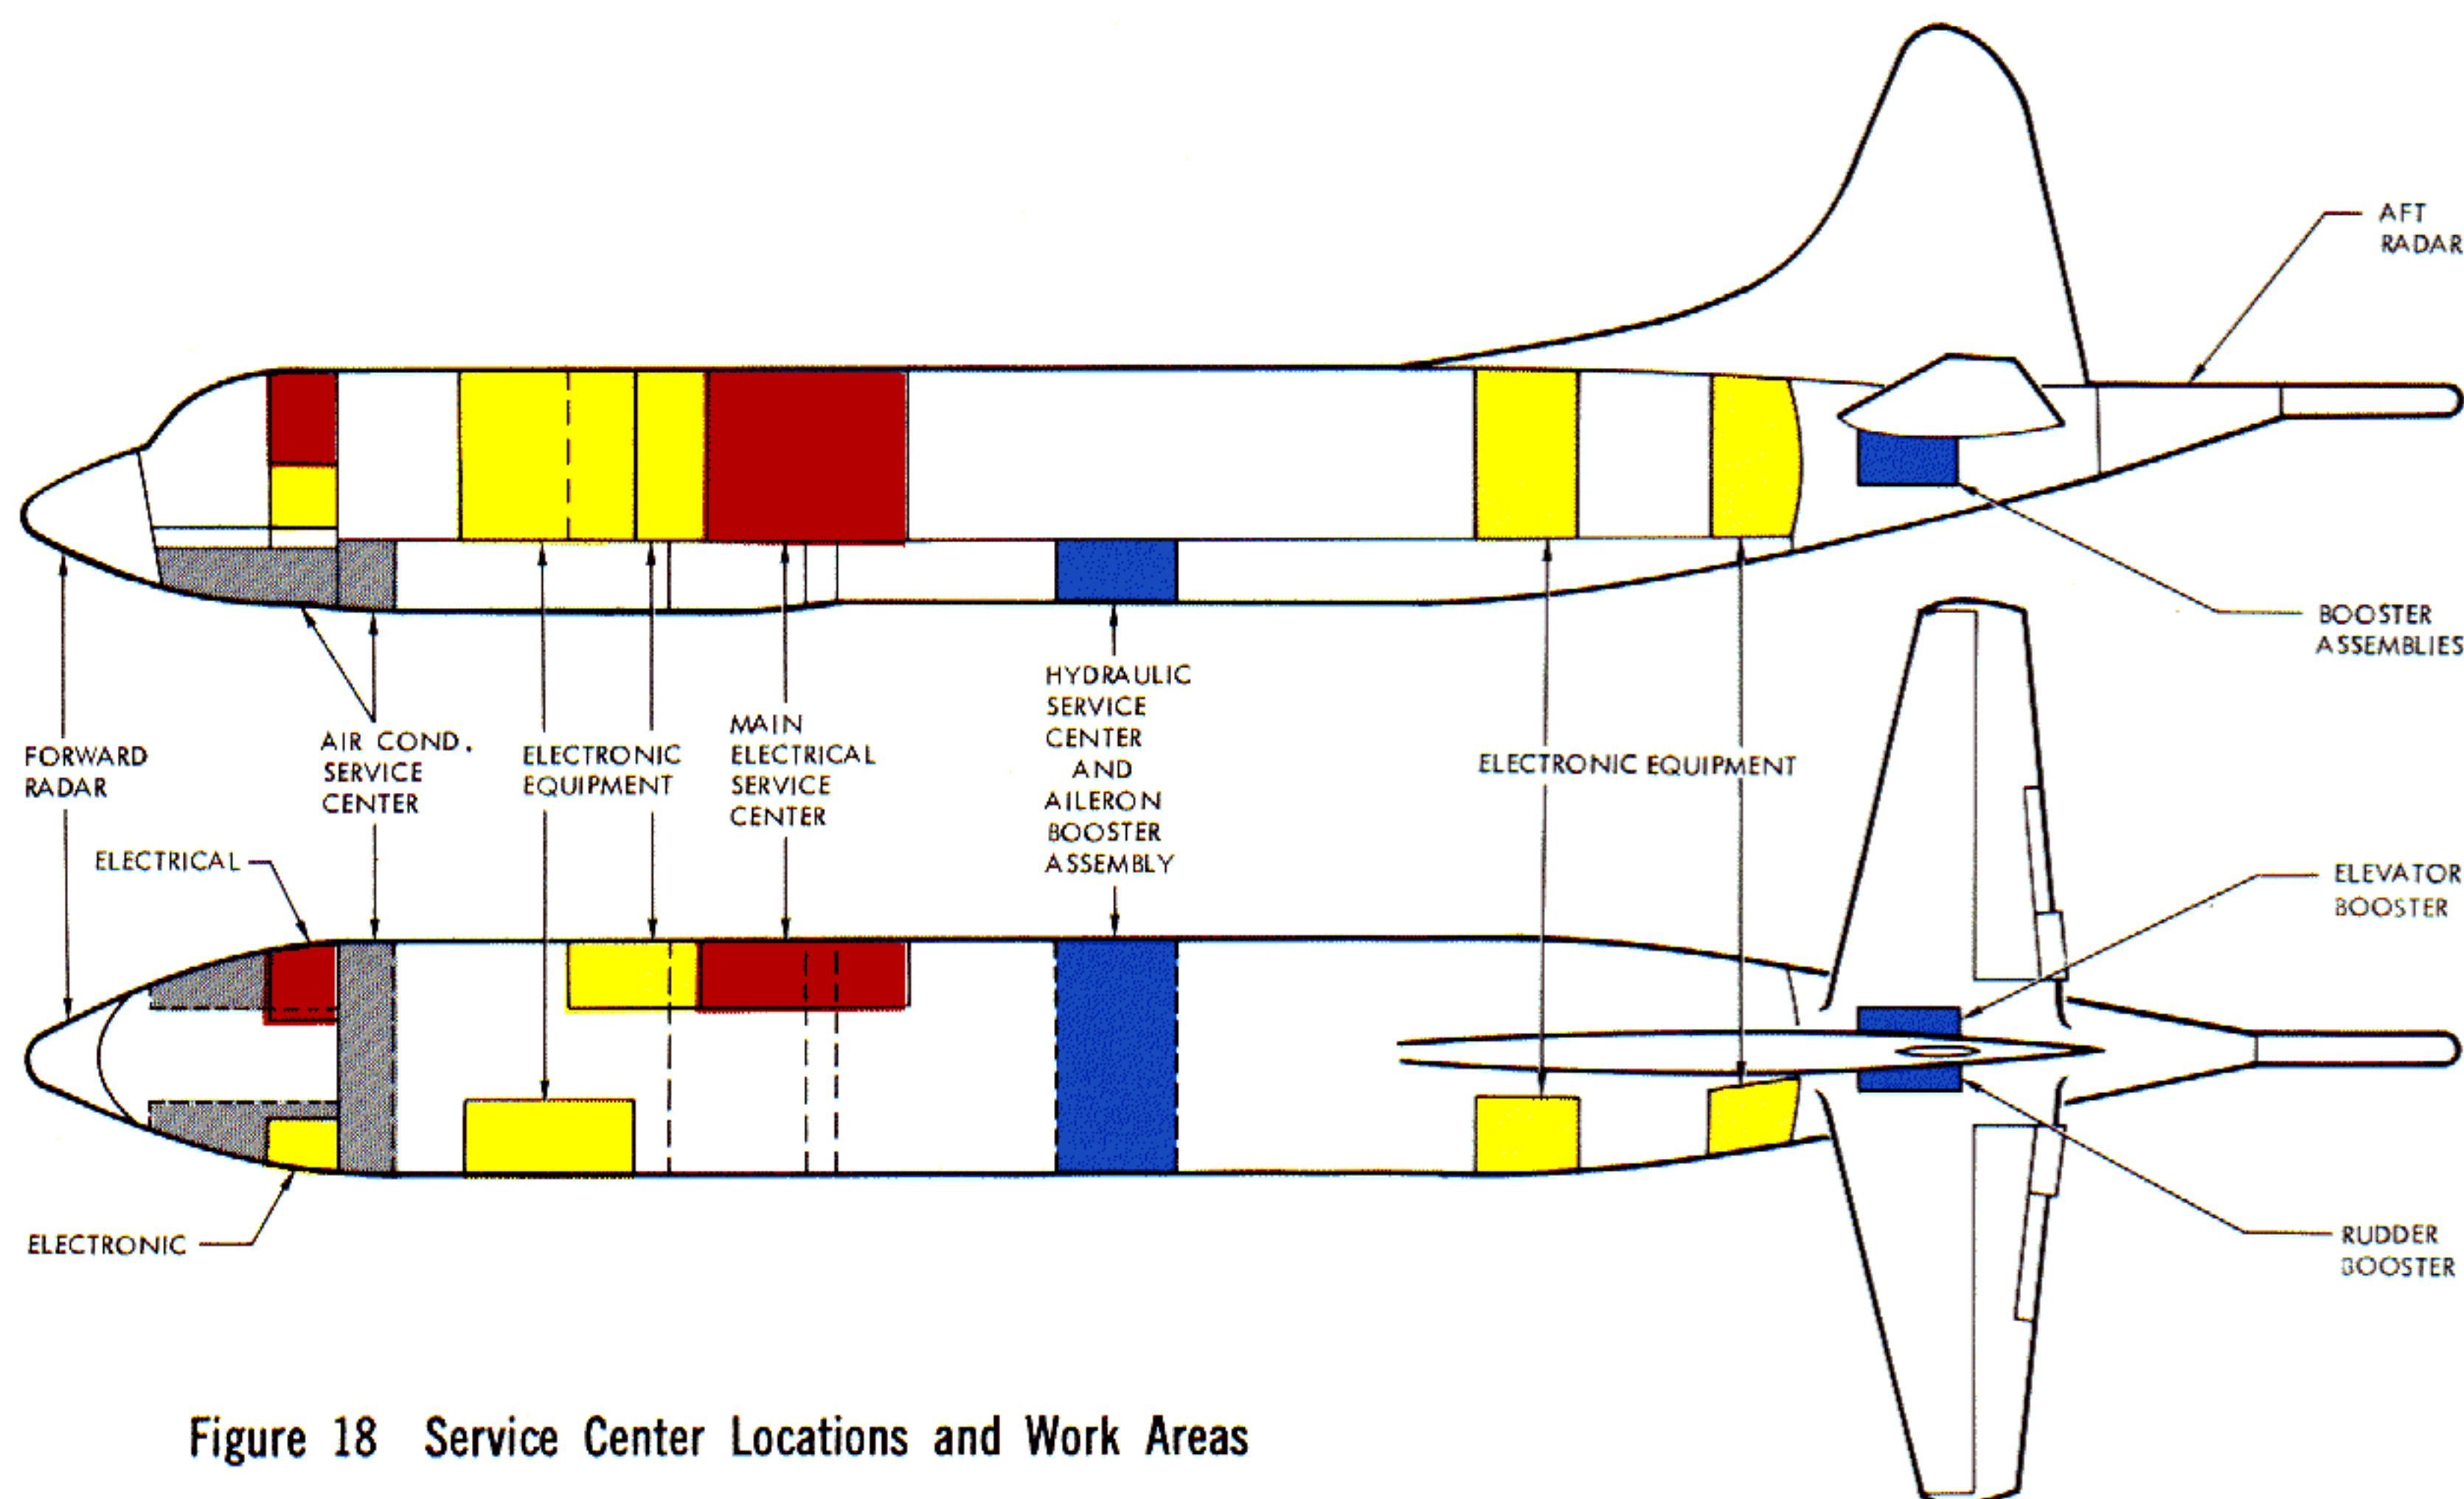 AFT
RADAR
BOOSTER
ASSEMBLIES
FORWARD
RADAR
AIR COND.
SERVICE
CENTER
ELECTRONIC
EQUIPMENT
MAIN
ELECTRICAL
SERVICE
CENTER
HYDRAULIC
SERVICE
CENTER
AND
AILERON
BOOSTER
ASSEMBLY
ELECTRONIC EQUIPMENT
ELECTRICAL
ELEVATOR
BOOSTER
ELECTRONIC
RUDDER
BOOSTER
Figure 18 Service Center Locations and Work Areas